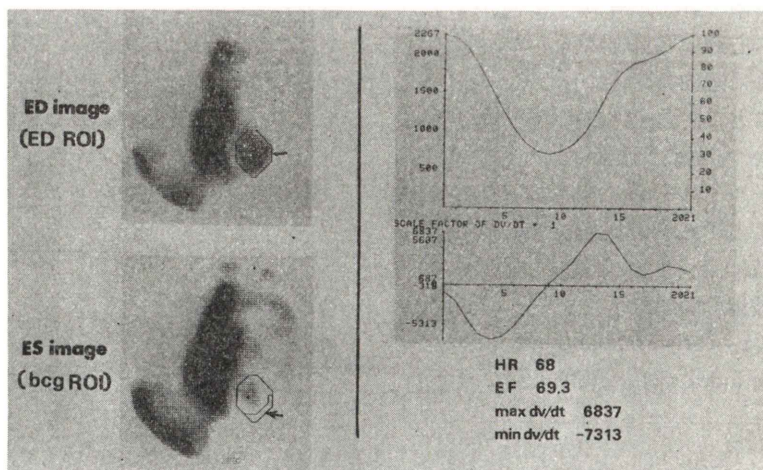 ED image
(ED ROI)
ES image
(bcg ROI)
2267
2000
1500
1000
500
100
90
80
70
60
50
40
30
20
10
5 10 15 2021
SCALE FACTOR OF DV/DT = 1
6837
5607
-5313
5 10 15 2021
HR 68
EF 69.3
max dv/dt 6837
min dv/dt -7313